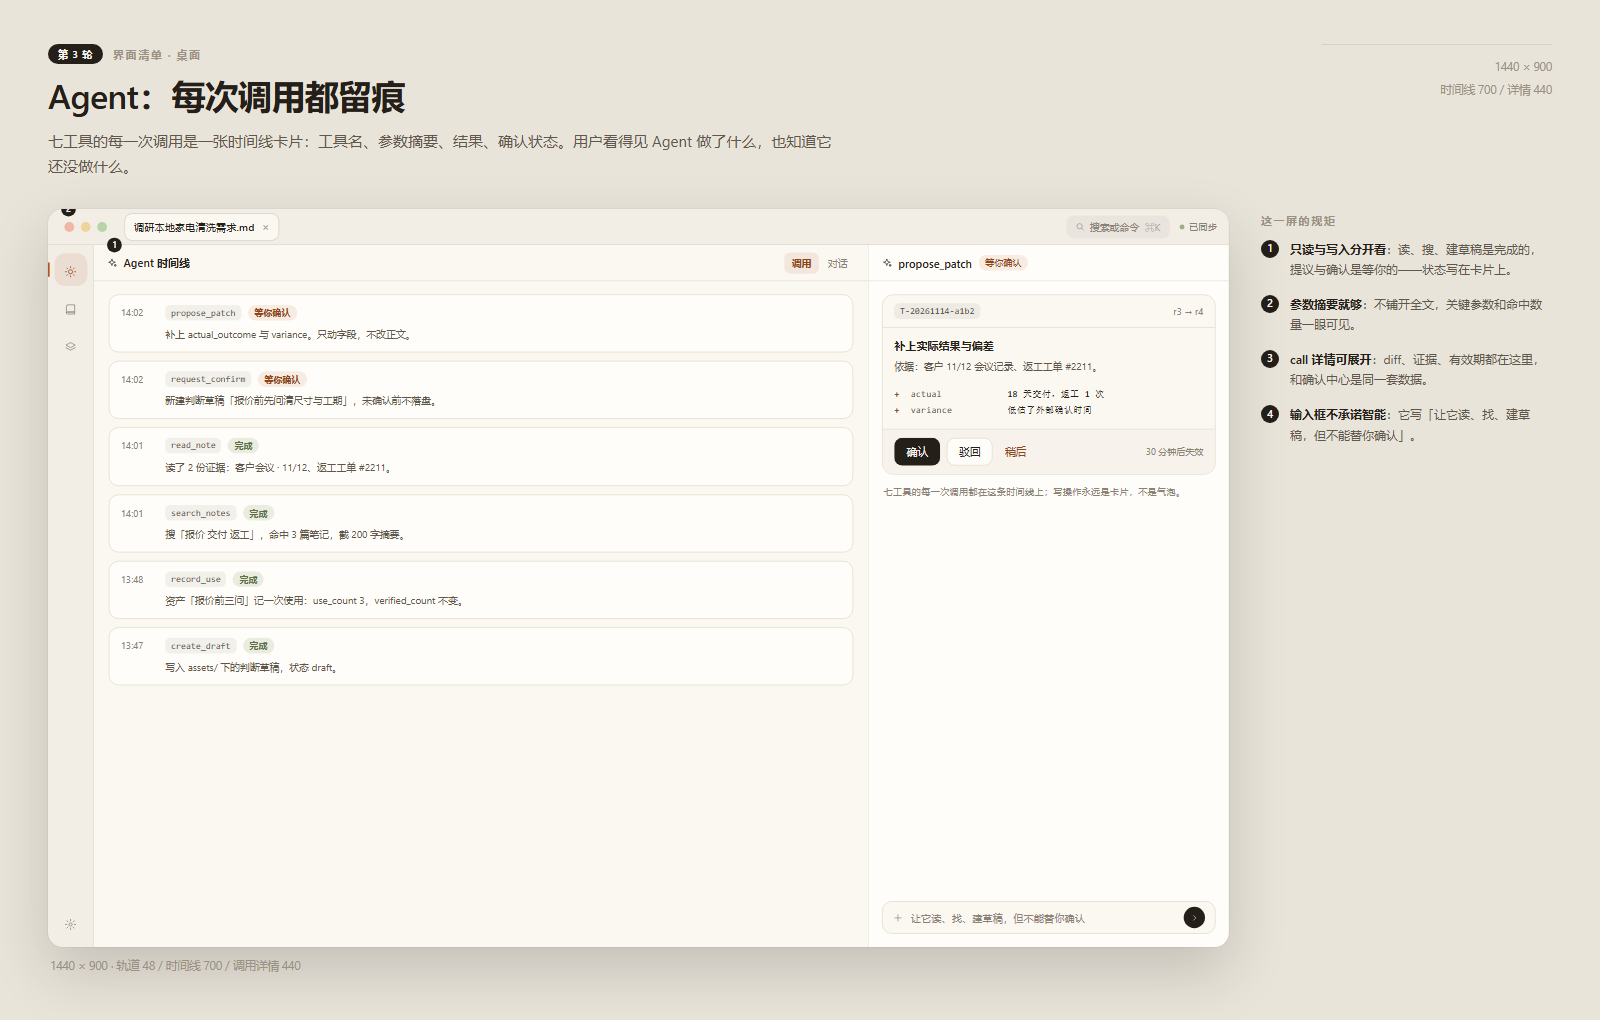 第 3 轮
界面清单 · 桌面
1440 × 900
时间线 700 / 详情 440
Agent：每次调用都留痕
七工具的每一次调用是一张时间线卡片：工具名、参数摘要、结果、确认状态。用户看得见 Agent 做了什么，也知道它
还没做什么。
2
调研本地家电清洗需求.md ×
搜索或命令 ⌘K
已同步
1
Agent 时间线
调用
对话
14:02
propose_patch
等你确认
补上 actual_outcome 与 variance。只动字段，不改正文。
14:02
request_confirm
等你确认
新建判断草稿「报价前先问清尺寸与工期」，未确认前不落盘。
14:01
read_note
完成
读了 2 份证据：客户会议 · 11/12、返工工单 #2211。
14:01
search_notes
完成
搜「报价 交付 返工」，命中 3 篇笔记，截 200 字摘要。
13:48
record_use
完成
资产「报价前三问」记一次使用：use_count 3，verified_count 不变。
13:47
create_draft
完成
写入 assets/ 下的判断草稿，状态 draft。
propose_patch
等你确认
T-20261114-a1b2
r3 → r4
补上实际结果与偏差
依据：客户 11/12 会议记录、返工工单 #2211。
+ actual 18 天交付，返工 1 次
+ variance 低估了外部确认时间
确认
驳回
稍后
30 分钟后失效
七工具的每一次调用都在这条时间线上；写操作永远是卡片，不是气泡。
+ 让它读、找、建草稿，但不能替你确认
这一屏的规矩
1 只读与写入分开看：读、搜、建草稿是完成的，
提议与确认是等你的——状态写在卡片上。
2 参数摘要就够：不铺开全文，关键参数和命中数
量一眼可见。
3 call 详情可展开：diff、证据、有效期都在这里，
和确认中心是同一套数据。
4 输入框不承诺智能：它写「让它读、找、建草
稿，但不能替你确认」。
1440 × 900 · 轨道 48 / 时间线 700 / 调用详情 440